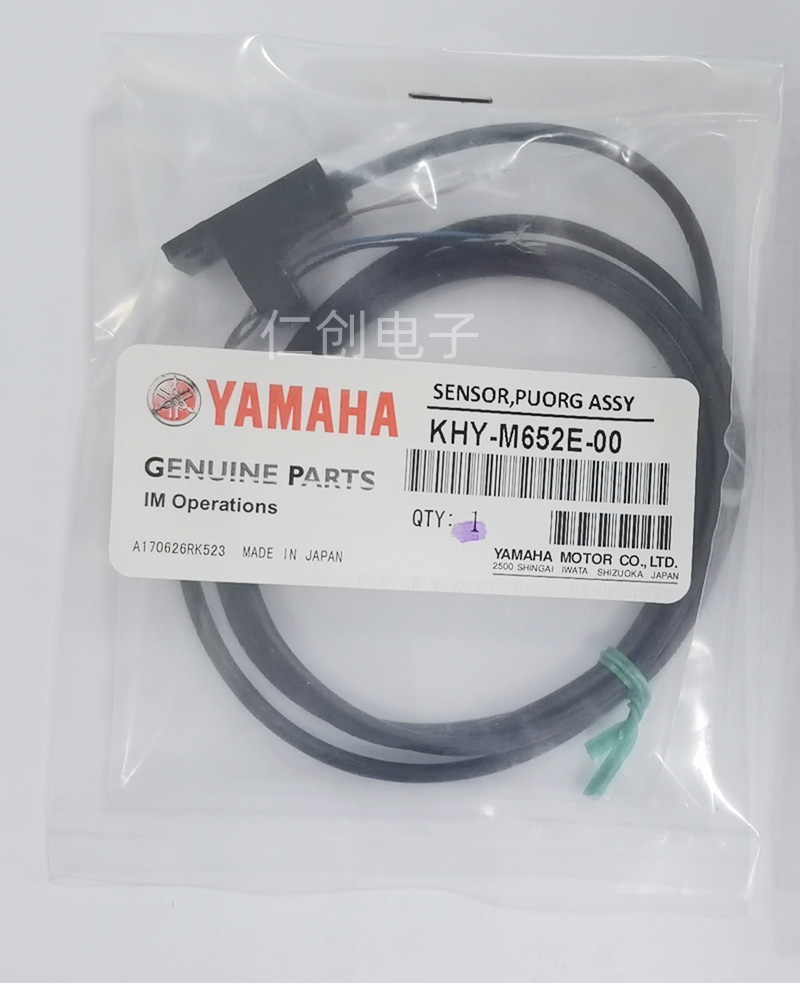 仁创电子
YAMAHA
GENUINE PARTS
IM Operations
A170626RK523 MADE IN JAPAN
SENSOR,PUORG ASSY
KHY-M652E-00
QTY: 1
YAMAHA MOTOR CO., LTD.
2500 SHINGAI IWATA SHIZUOKA JAPAN